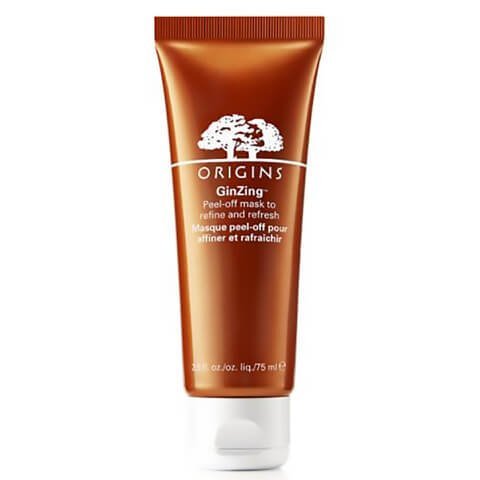 ORIGINS
GinZing™
Peel-off mask to
refine and refresh
Masque peel-off pour
affiner et rafraîchir
2.5 fl. oz./oz. liq./75 ml ℮